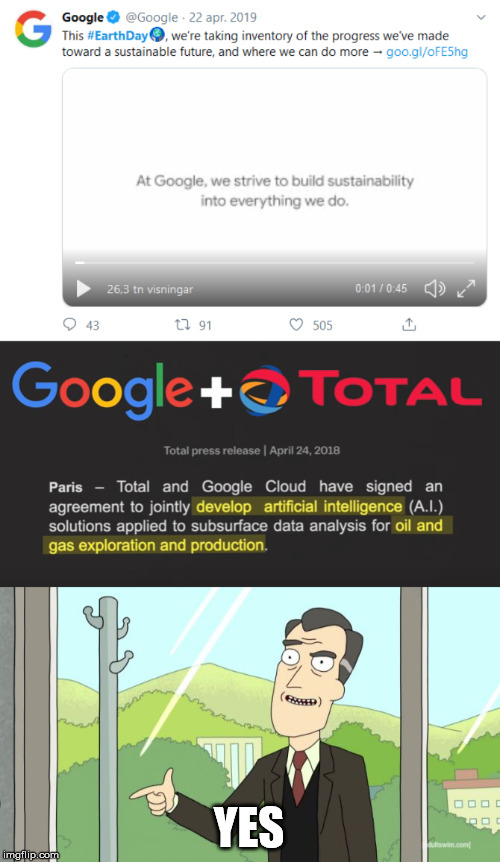 Google @Google · 22 apr. 2019
This #EarthDay🌎, we're taking inventory of the progress we've made
toward a sustainable future, and where we can do more → goo.gl/oFE5hg
At Google, we strive to build sustainability
into everything we do.
26,3 tn visningar
0:01 / 0:45
43
91
505
Google + TOTAL
Total press release | April 24, 2018
Paris – Total and Google Cloud have signed an
agreement to jointly develop artificial intelligence (A.I.)
solutions applied to subsurface data analysis for oil and
gas exploration and production.
YES
imgflip.com
adultswim.com]